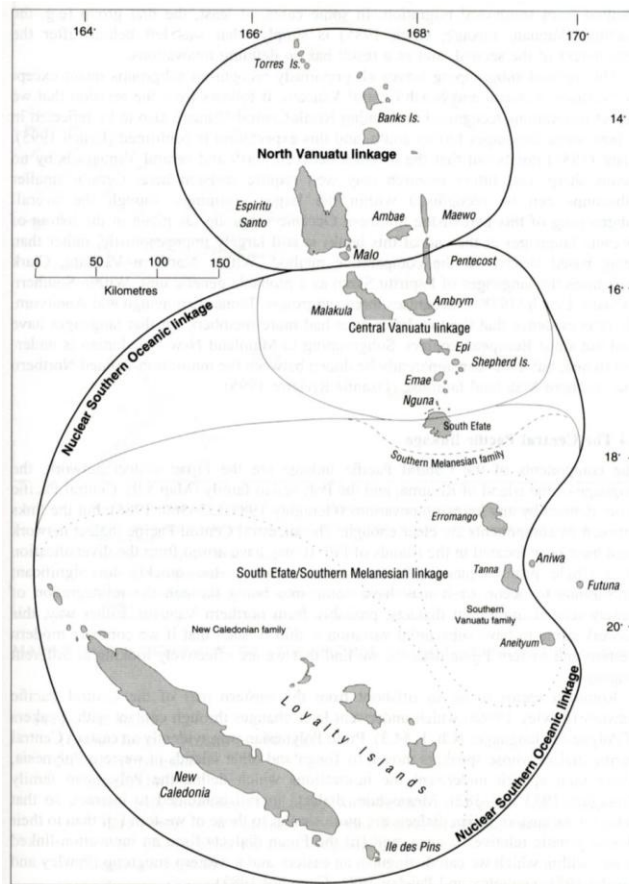 164°
166°
168°
170°
Torres Is.
14°
Banks Is.
North Vanuatu linkage
Espiritu
Santo
Ambae
Maewo
Malo
Pentecost
0 50 100 150
kilometres
16°
Malakula
Ambrym
Central Vanuatu linkage
Epi
Shepherd Is.
Emae
Nguna
South Efate
Nuclear Southern Oceanic linkage
18°
Southern Melanesian family
Erromango
Aniwa
Tanna
South Efate/Southern Melanesian linkage
Futuna
Southern
Vanuatu
family
20°
New Caledonia family
Aneityum
Loyalty Islands
New
Caledonia
Nuclear Southern Oceanic linkage
Ile des Pins